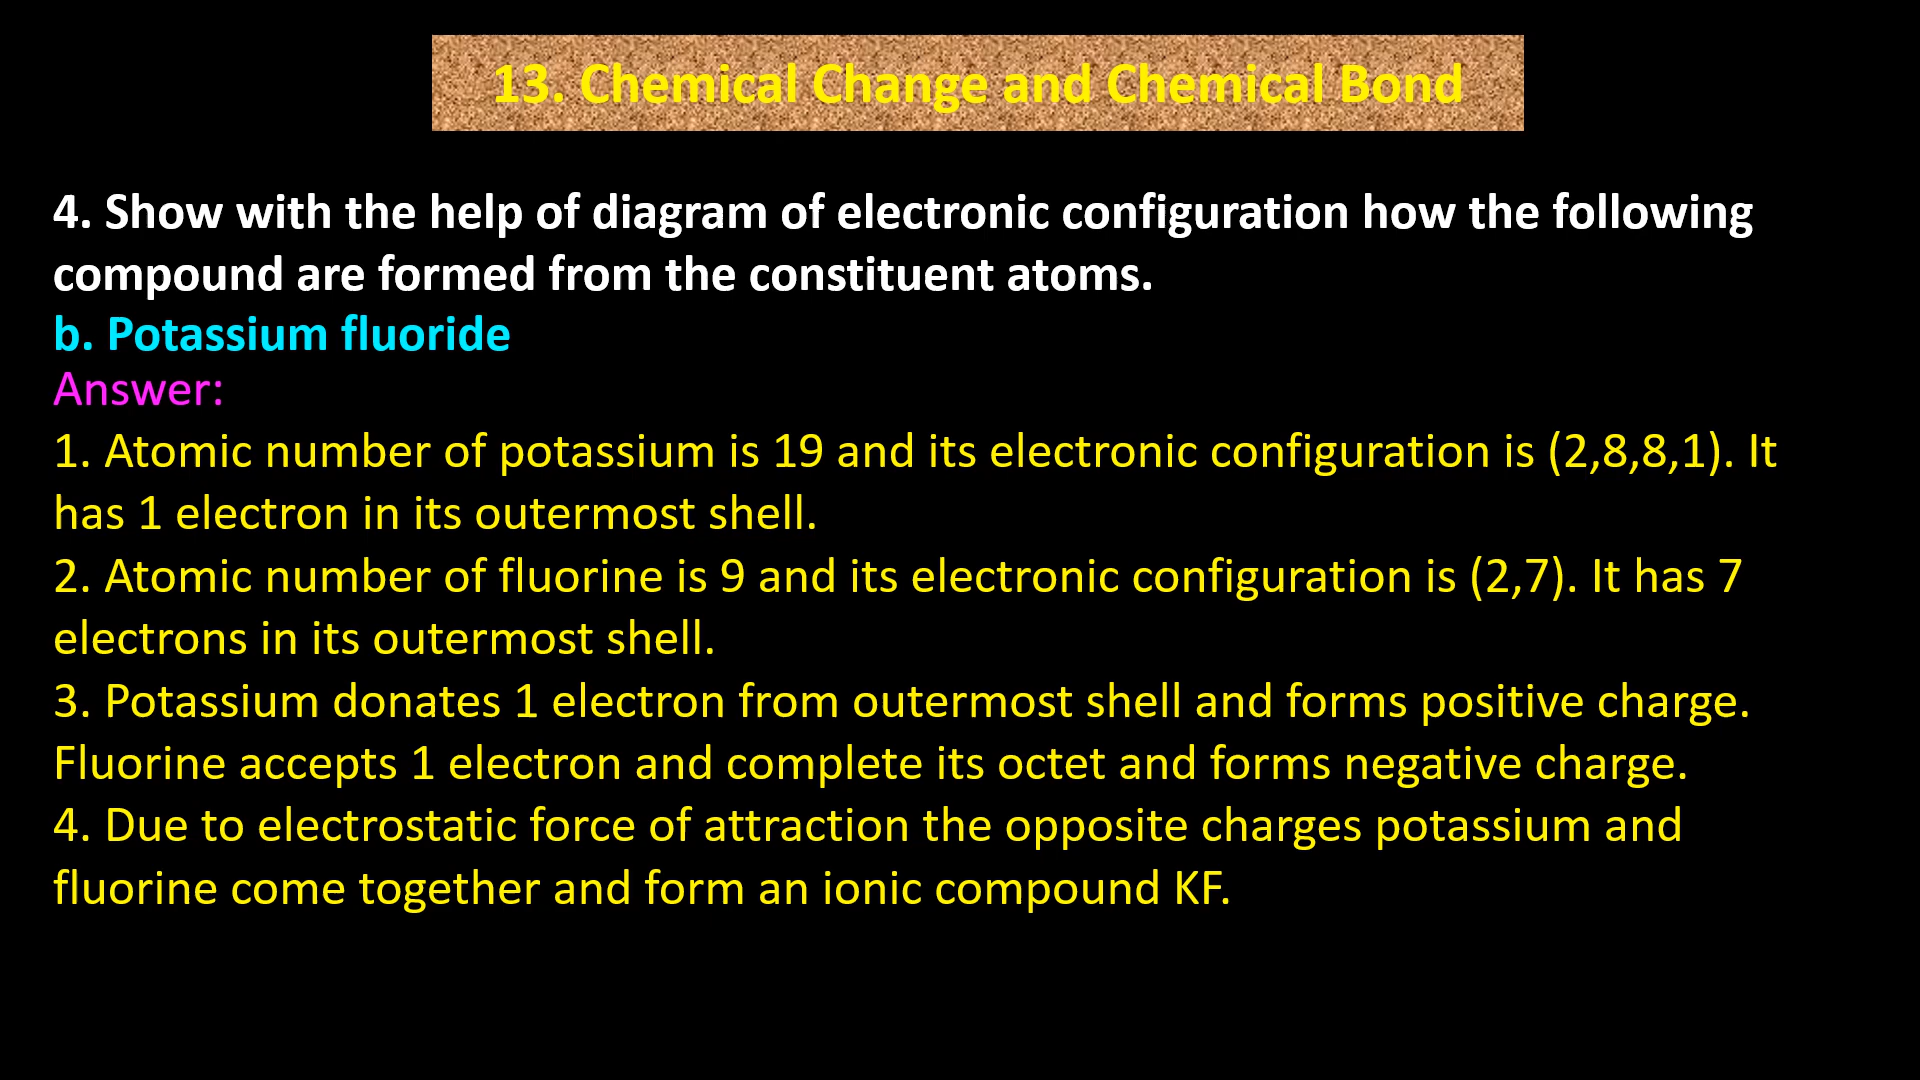 13. Chemical Change and Chemical Bond
4. Show with the help of diagram of electronic configuration how the following
compound are formed from the constituent atoms.
b. Potassium fluoride
Answer:
1. Atomic number of potassium is 19 and its electronic configuration is (2,8,8,1). It
has 1 electron in its outermost shell.
2. Atomic number of fluorine is 9 and its electronic configuration is (2,7). It has 7
electrons in its outermost shell.
3. Potassium donates 1 electron from outermost shell and forms positive charge.
Fluorine accepts 1 electron and complete its octet and forms negative charge.
4. Due to electrostatic force of attraction the opposite charges potassium and
fluorine come together and form an ionic compound KF.